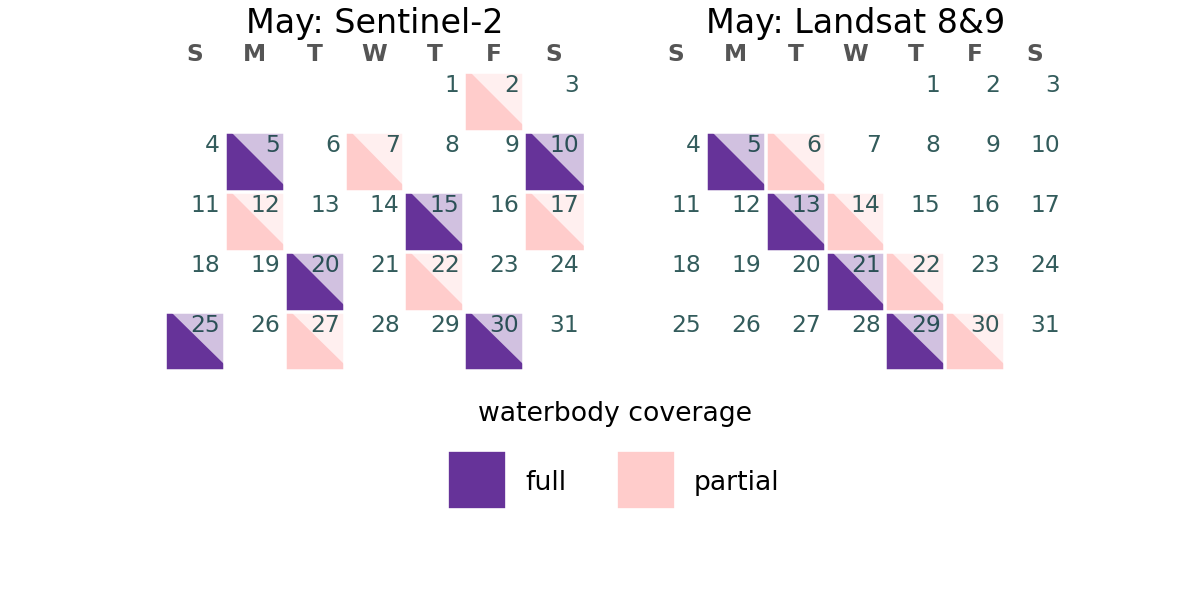 May: Sentinel-2
S M T W T F S
1 2 3
4 5 6 7 8 9 10
11 12 13 14 15 16 17
18 19 20 21 22 23 24
25 26 27 28 29 30 31
May: Landsat 8&9
S M T W T F S
1 2 3
4 5 6 7 8 9 10
11 12 13 14 15 16 17
18 19 20 21 22 23 24
25 26 27 28 29 30 31
waterbody coverage
full partial